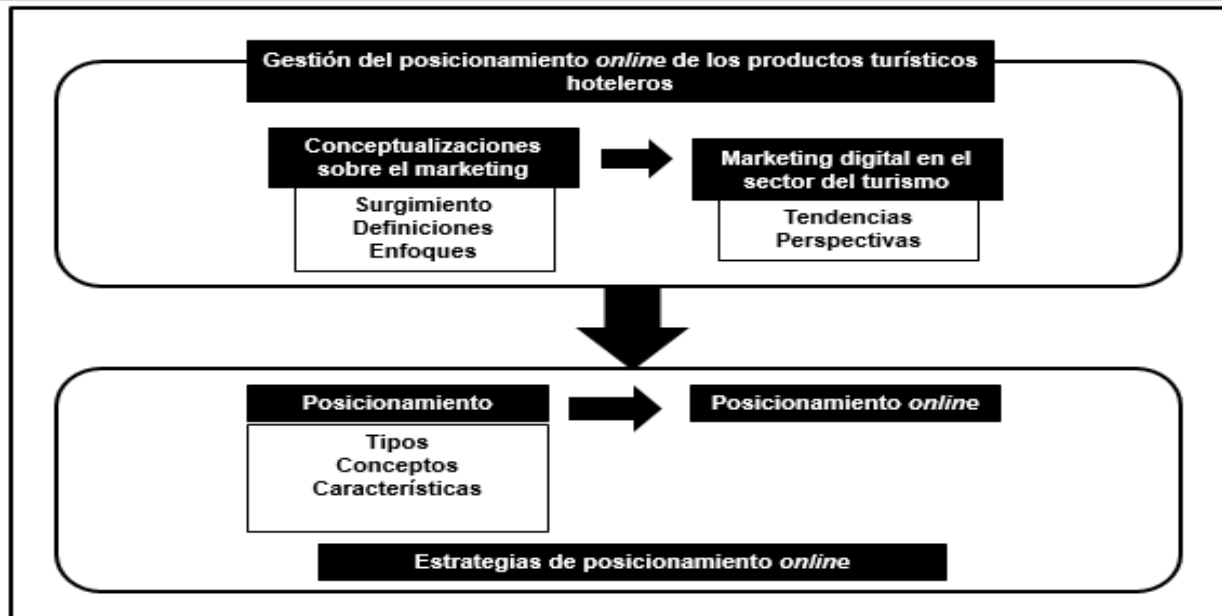 Gestión del posicionamiento online de los productos turísticos
hoteleros
Conceptualizaciones
sobre el marketing
Surgimiento
Definiciones
Enfoques
Marketing digital en el
sector del turismo
Tendencias
Perspectivas
Posicionamiento
Tipos
Conceptos
Característícas
Posicionamiento online
Estrategias de posicionamiento online